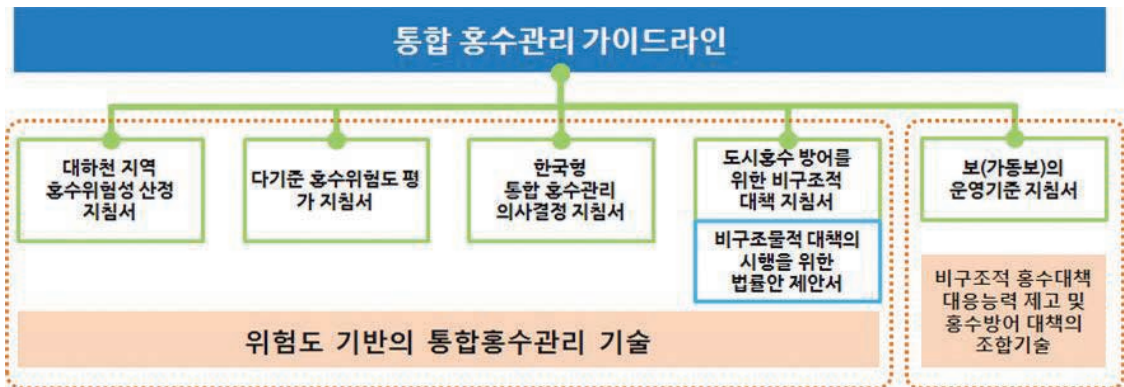 통합 홍수관리 가이드라인
대하천 지역
홍수위험성 산정
지침서
다기준 홍수위험도 평
가 지침서
한국형
통합 홍수관리
의사결정 지침서
도시홍수 방어를
위한 비구조적
대책 지침서
비구조물적 대책의
시행을 위한
법률안 제안서
위험도 기반의 통합홍수관리 기술
보(가동보)의
운영기준 지침서
비구조적 홍수대책
대응능력 제고 및
홍수방어 대책의
조합기술